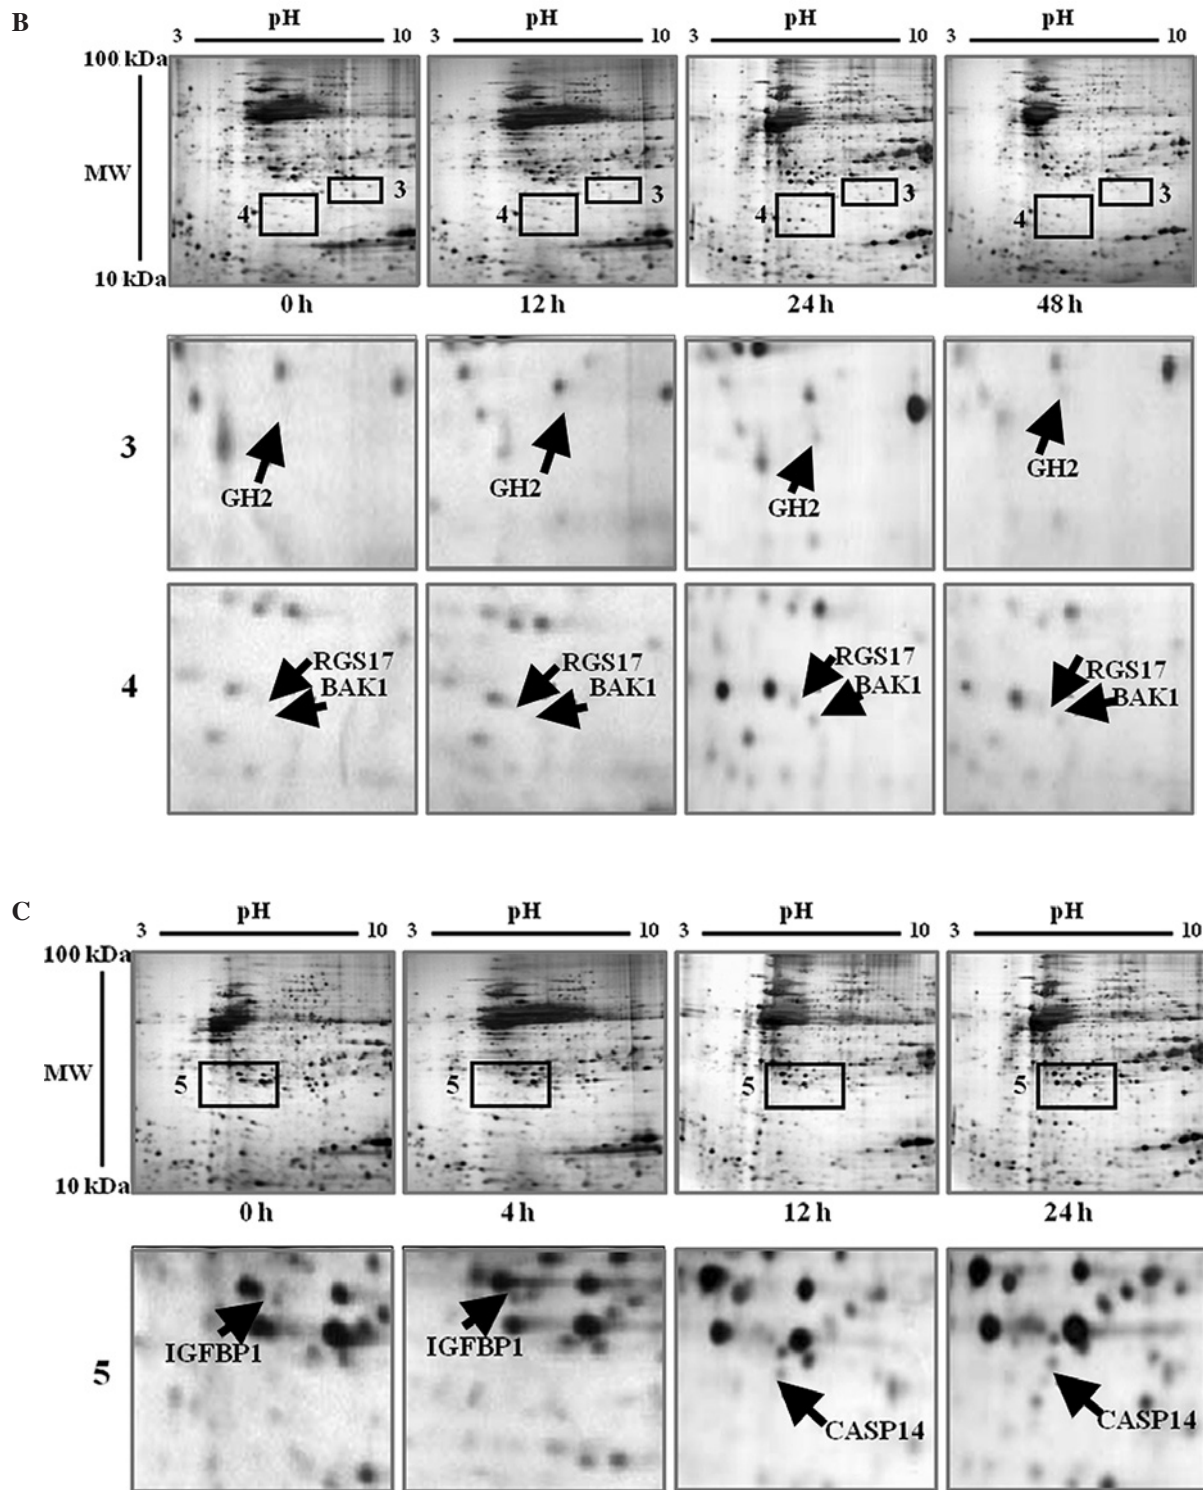 B
pH pH pH pH
3 10 3 10 3 10 3 10
100 kDa
MW
10 kDa
3 3 3 3
4 4 4 4
0 h 12 h 24 h 48 h
3
GH2 GH2 GH2 GH2
4
RGS17 RGS17 RGS17 RGS17
BAK1 BAK1 BAK1 BAK1
C
pH pH pH pH
3 10 3 10 3 10 3 10
100 kDa
MW
10 kDa
5 5 5 5
0 h 4 h 12 h 24 h
5
IGFBP1 IGFBP1 CASP14 CASP14